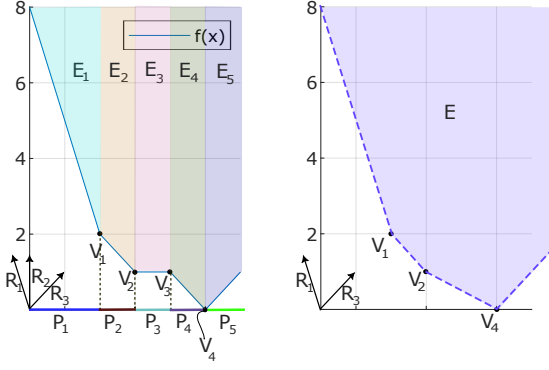 8
6
4
2
f(x)
E1 E2 E3 E4 E5
V1
V2 V3
R1 R2 R3
P1 P2 P3 P4 P5
V4
8
6
4
2
E
V1
V2
R1 R3
V4